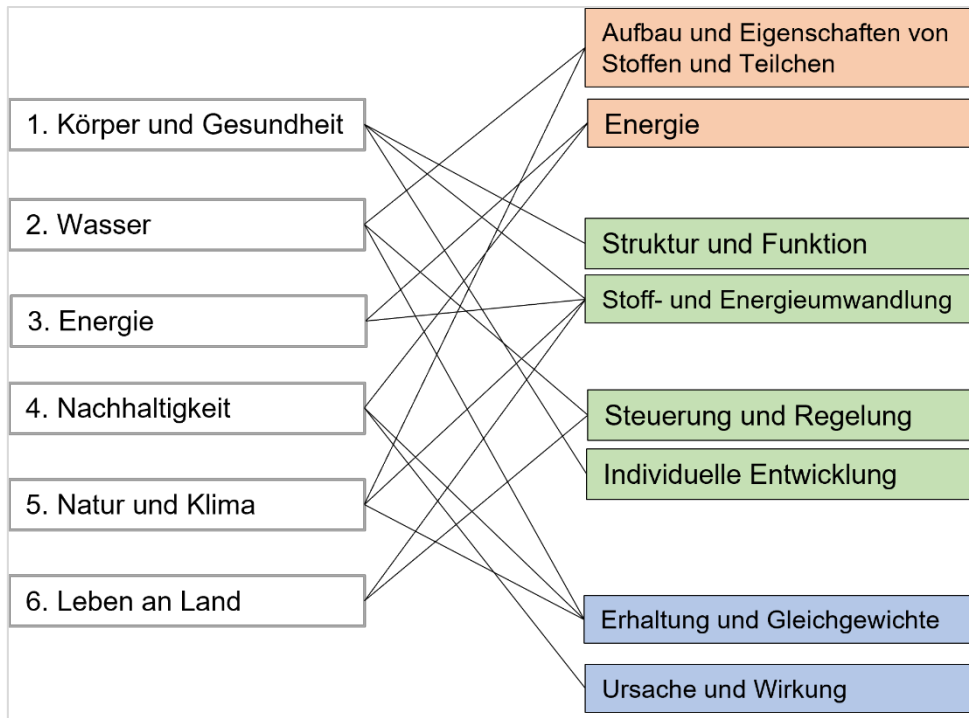 1. Körper und Gesundheit
2. Wasser
3. Energie
4. Nachhaltigkeit
5. Natur und Klima
6. Leben an Land
Aufbau und Eigenschaften von
Stoffen und Teilchen
Energie
Struktur und Funktion
Stoff- und Energieumwandlung
Steuerung und Regelung
Individuelle Entwicklung
Erhaltung und Gleichgewichte
Ursache und Wirkung